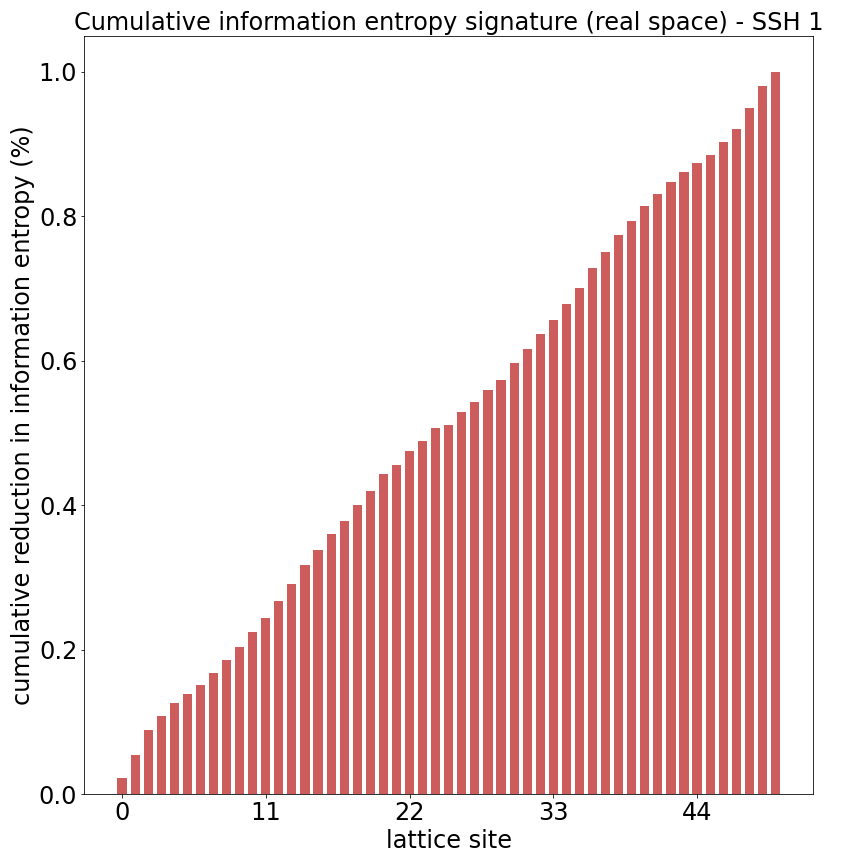 Cumulative information entropy signature (real space) - SSH 1
cumulative reduction in information entropy (%)
1.0
0.8
0.6
0.4
0.2
0.0
0 11 22 33 44
lattice site